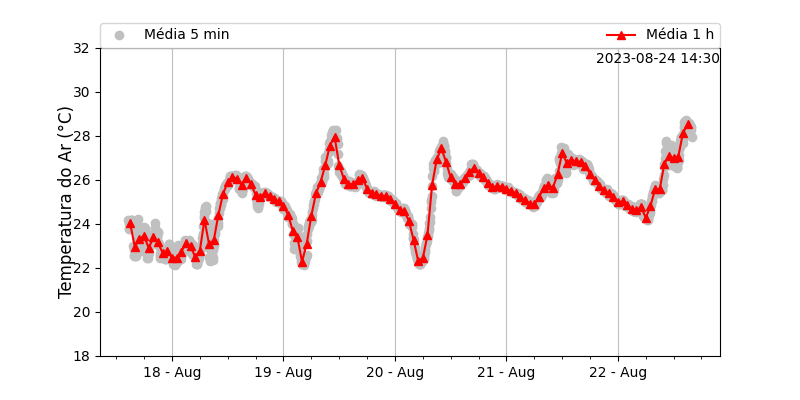 Média 5 min
Média 1 h
2023-08-24 14:30
Temperatura do Ar (°C)
32
30
28
26
24
22
20
18
18 - Aug
19 - Aug
20 - Aug
21 - Aug
22 - Aug